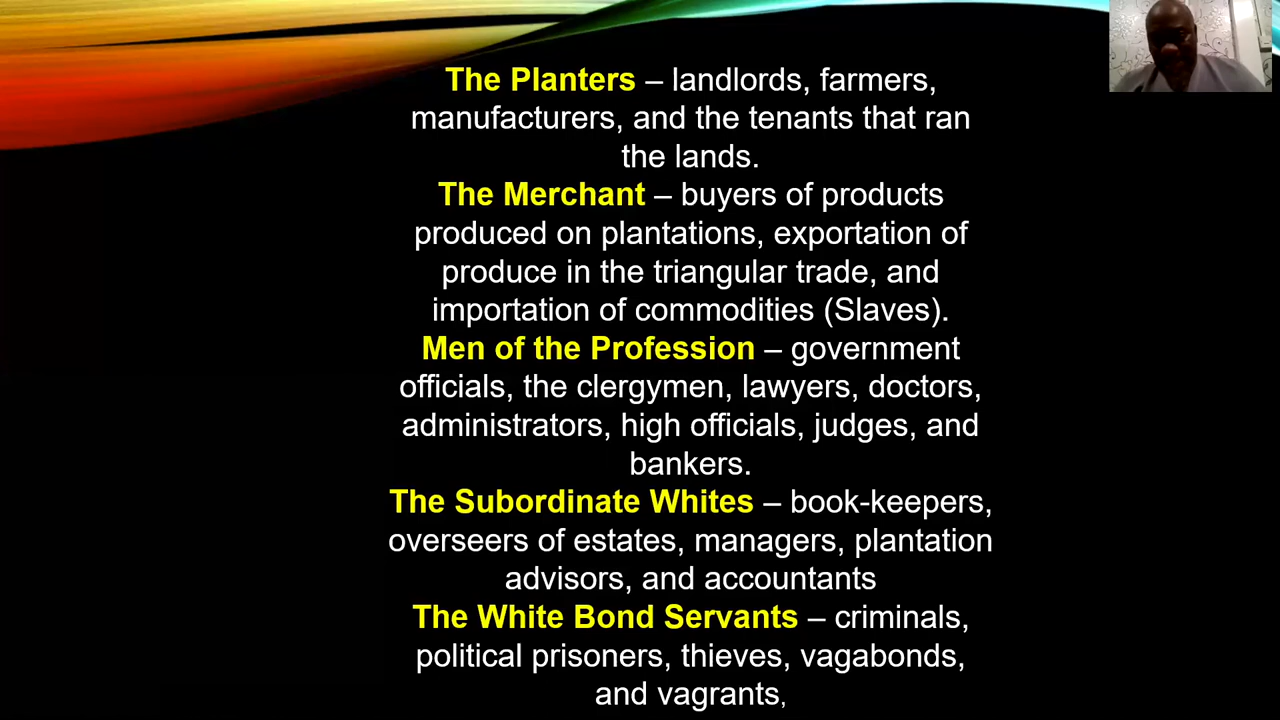 The Planters – landlords, farmers,
manufacturers, and the tenants that ran
the lands.
The Merchant – buyers of products
produced on plantations, exportation of
produce in the triangular trade, and
importation of commodities (Slaves).
Men of the Profession – government
officials, the clergymen, lawyers, doctors,
administrators, high officials, judges, and
bankers.
The Subordinate Whites – book-keepers,
overseers of estates, managers, plantation
advisors, and accountants
The White Bond Servants – criminals,
political prisoners, thieves, vagabonds,
and vagrants,